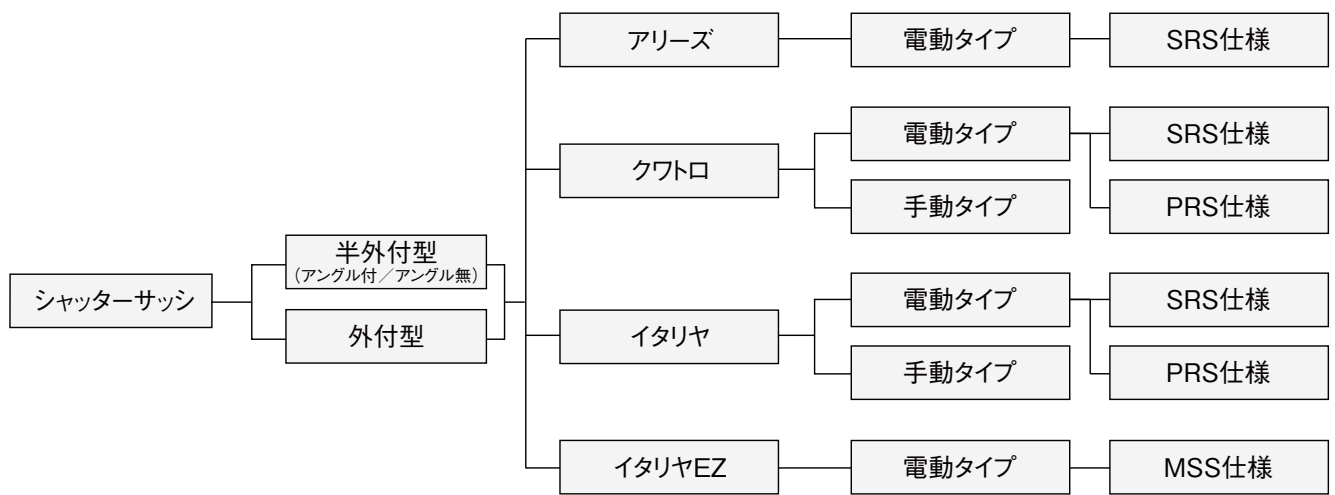 シャッターサッシ
半外付型
（アングル付／アングル無）
外付型
アリーズ
電動タイプ
SRS仕様
クワトロ
電動タイプ
SRS仕様
PRS仕様
手動タイプ
イタリヤ
電動タイプ
SRS仕様
PRS仕様
手動タイプ
イタリヤEZ
電動タイプ
MSS仕様